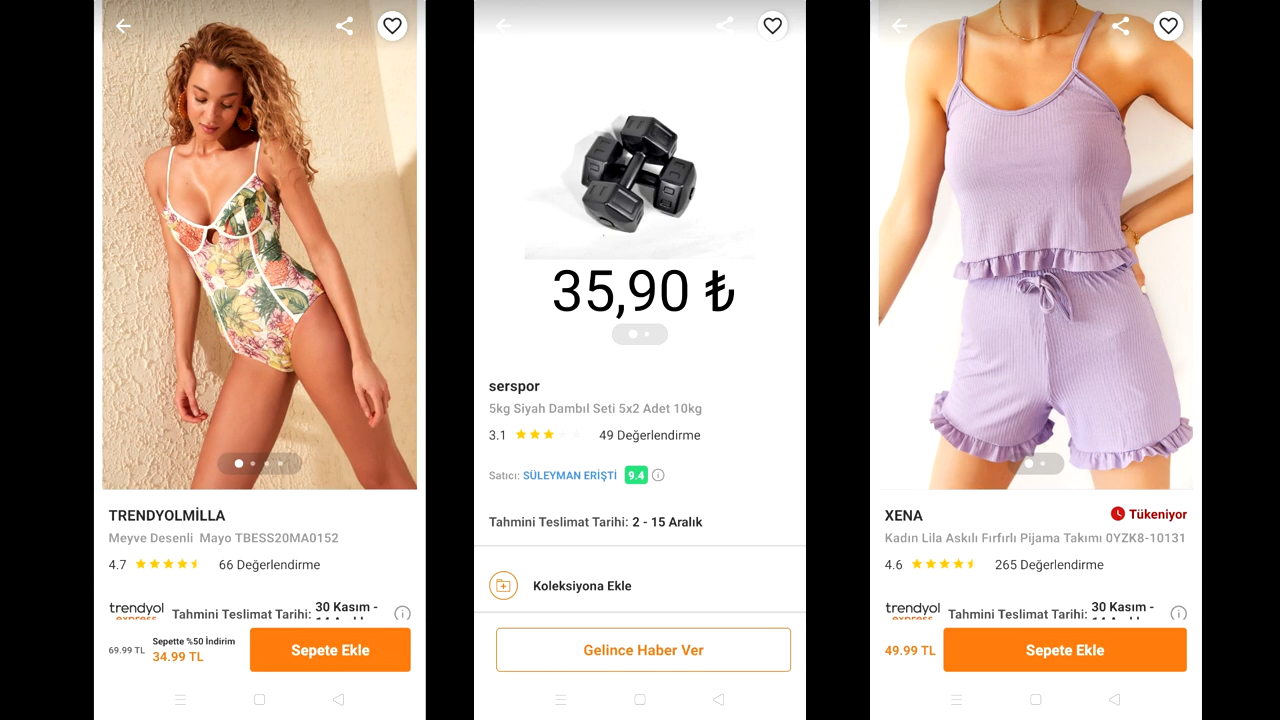 TRENDYOLMİLLA
Meyve Desenli Mayo TBESS20MA0152
4.7
66 Değerlendirme
trendyol
express
Tahmini Teslimat Tarihi: 30 Kasım -
69.99 TL
Sepette %50 İndirim
34.99 TL
Sepete Ekle
35,90 ₺
serspor
5kg Siyah Dambıl Seti 5x2 Adet 10kg
3.1
49 Değerlendirme
Satıcı: SÜLEYMAN ERİŞTİ 9.4
Tahmini Teslimat Tarihi: 2 - 15 Aralık
Koleksiyona Ekle
Gelince Haber Ver
XENA
Tükeniyor
Kadın Lila Askılı Fırfırlı Pijama Takımı 0YZK8-10131
4.6
265 Değerlendirme
trendyol
express
Tahmini Teslimat Tarihi: 30 Kasım -
49.99 TL
Sepete Ekle